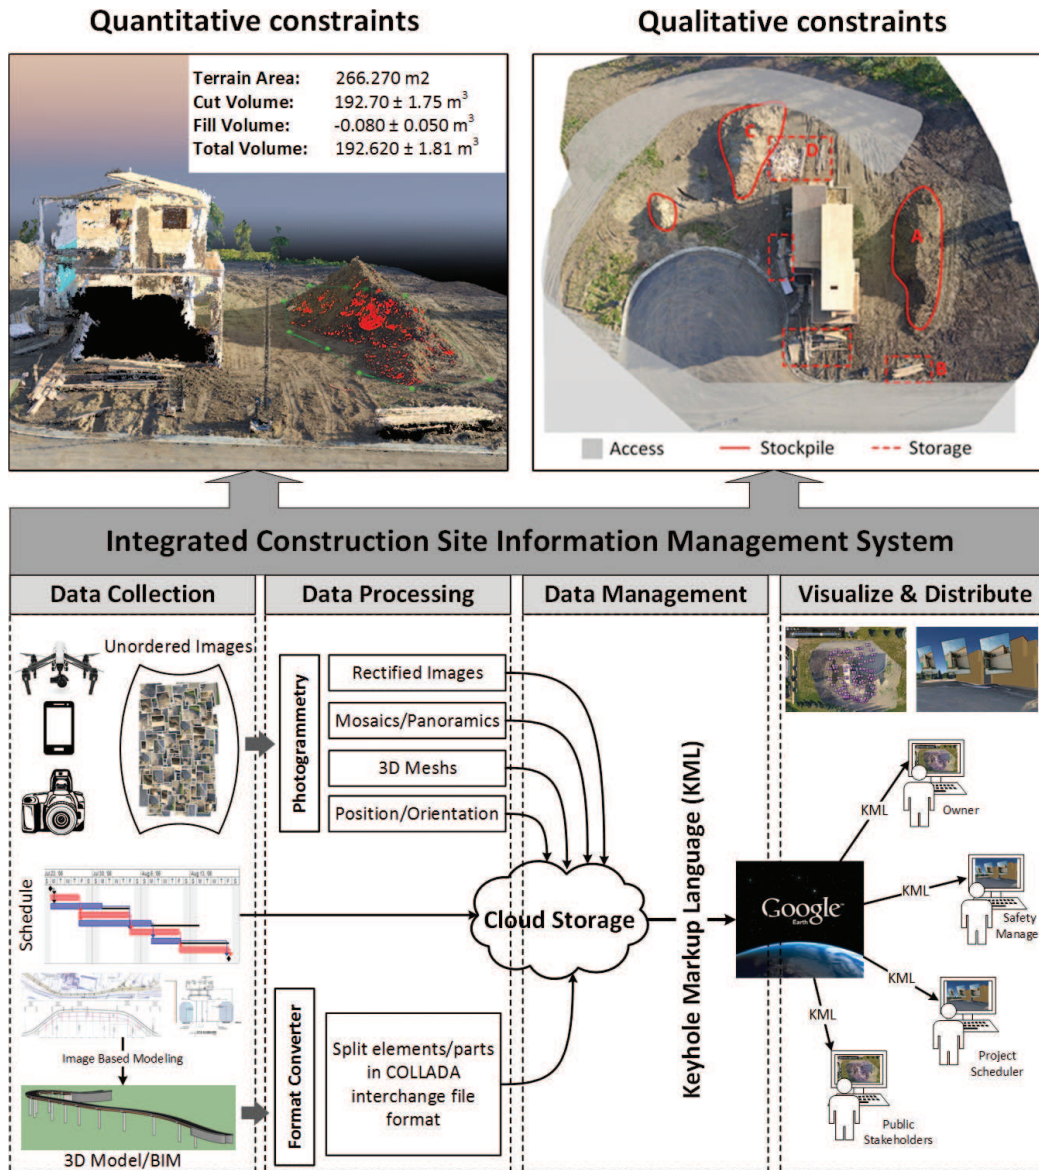 Quantitative constraints
Qualitative constraints
Terrain Area: 266.270 m2
Cut Volume: 192.70 ± 1.75 m³
Fill Volume: -0.080 ± 0.050 m³
Total Volume: 192.620 ± 1.81 m³
C
D
A
B
Access
Stockpile
Storage
Integrated Construction Site Information Management System
Data Collection
Data Processing
Data Management
Visualize & Distribute
Unordered Images
Photogrammetry
Rectified Images
Mosaics/Panoramics
3D Meshs
Position/Orientation
Schedule
Cloud Storage
Keyhole Markup Language (KML)
Google
Earth
KML
Owner
KML
Safety
Manage
KML
Project
Scheduler
KML
Public
Stakeholders
Image Based Modeling
3D Model/BIM
Format Converter
Split elements/parts
in COLLADA
interchange file
format